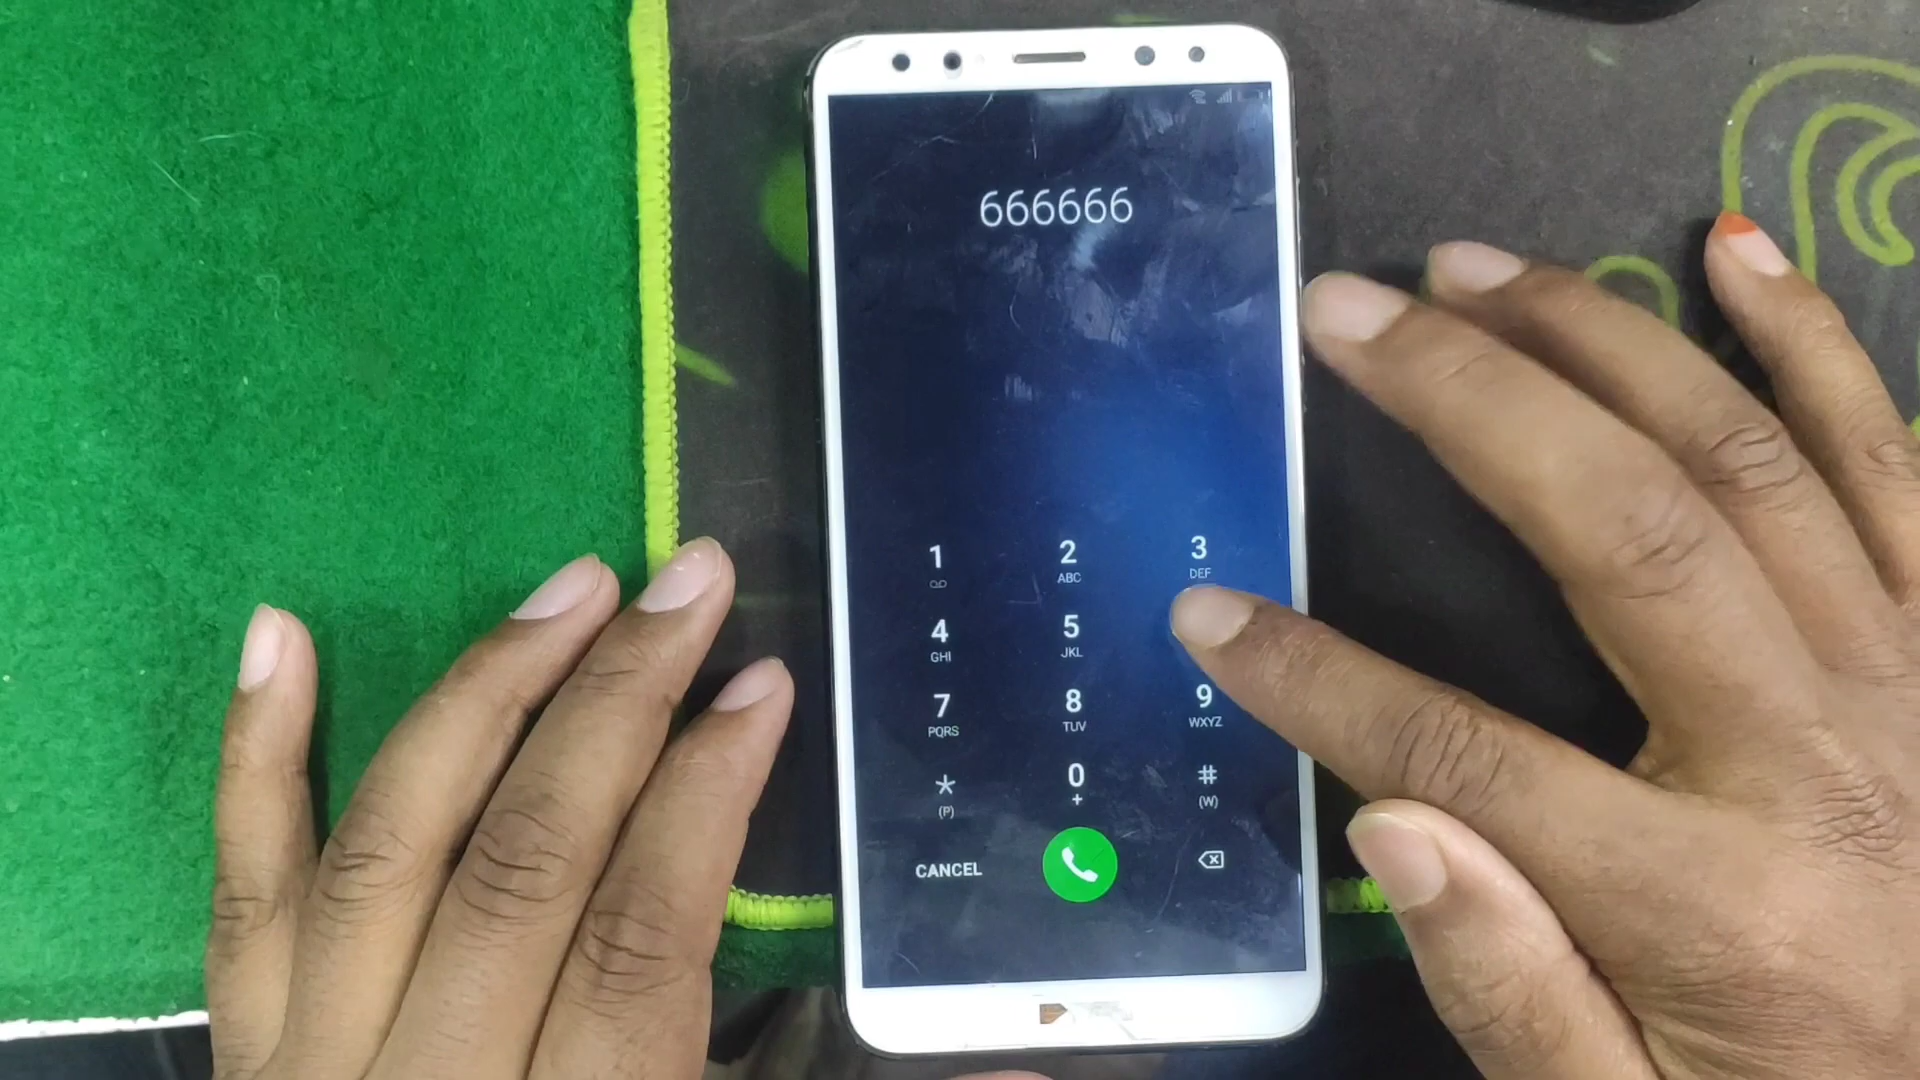 666666
1 2 3
ABC DEF
4 5
GHI JKL
7 8 9
PQRS TUV WXYZ
* 0 #
(P) + (W)
CANCEL